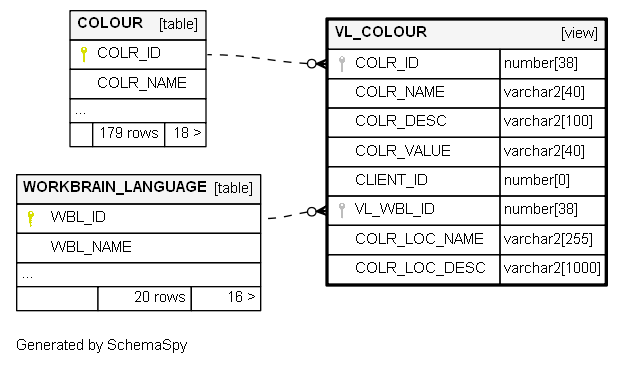 COLOUR [table]
COLR_ID
COLR_NAME
...
179 rows 18 >
WORKBRAIN_LANGUAGE [table]
WBL_ID
WBL_NAME
...
20 rows 16 >
VL_COLOUR [view]
COLR_ID number[38]
COLR_NAME varchar2[40]
COLR_DESC varchar2[100]
COLR_VALUE varchar2[40]
CLIENT_ID number[0]
VL_WBL_ID number[38]
COLR_LOC_NAME varchar2[255]
COLR_LOC_DESC varchar2[1000]
Generated by SchemaSpy